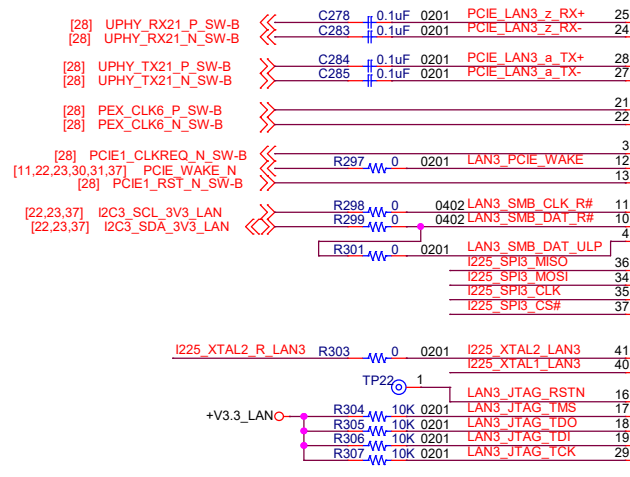 C278 0.1uF 0201 PCIE_LAN3_z_RX+ 25
[28] UPHY_RX21_P_SW-B
C283 0.1uF 0201 PCIE_LAN3_z_RX- 24
[28] UPHY_RX21_N_SW-B
C284 0.1uF 0201 PCIE_LAN3_a_TX+ 28
[28] UPHY_TX21_P_SW-B
C285 0.1uF 0201 PCIE_LAN3_a_TX- 27
[28] UPHY_TX21_N_SW-B
[28] PEX_CLK6_P_SW-B 21
[28] PEX_CLK6_N_SW-B 22
[28] PCIE1_CLKREQ_N_SW-B 3
[11,22,23,30,31,37] PCIE_WAKE_N R297 0 0201 LAN3_PCIE_WAKE 12
[28] PCIE1_RST_N_SW-B 13
[22,23,37] I2C3_SCL_3V3_LAN R298 0 0402 LAN3_SMB_CLK_R# 11
[22,23,37] I2C3_SDA_3V3_LAN R299 0 0402 LAN3_SMB_DAT_R# 10
4
R301 0 0201 LAN3_SMB_DAT_ULP
I225_SPI3_MISO 36
I225_SPI3_MOSI 34
I225_SPI3_CLK 35
I225_SPI3_CS# 37
I225_XTAL2_R_LAN3 R303 0 0201 I225_XTAL2_LAN3 41
I225_XTAL1_LAN3 40
TP22 1
LAN3_JTAG_RSTN 16
+V3.3_LAN R304 10K 0201 LAN3_JTAG_TMS 17
R305 10K 0201 LAN3_JTAG_TDO 18
R306 10K 0201 LAN3_JTAG_TDI 19
R307 10K 0201 LAN3_JTAG_TCK 29